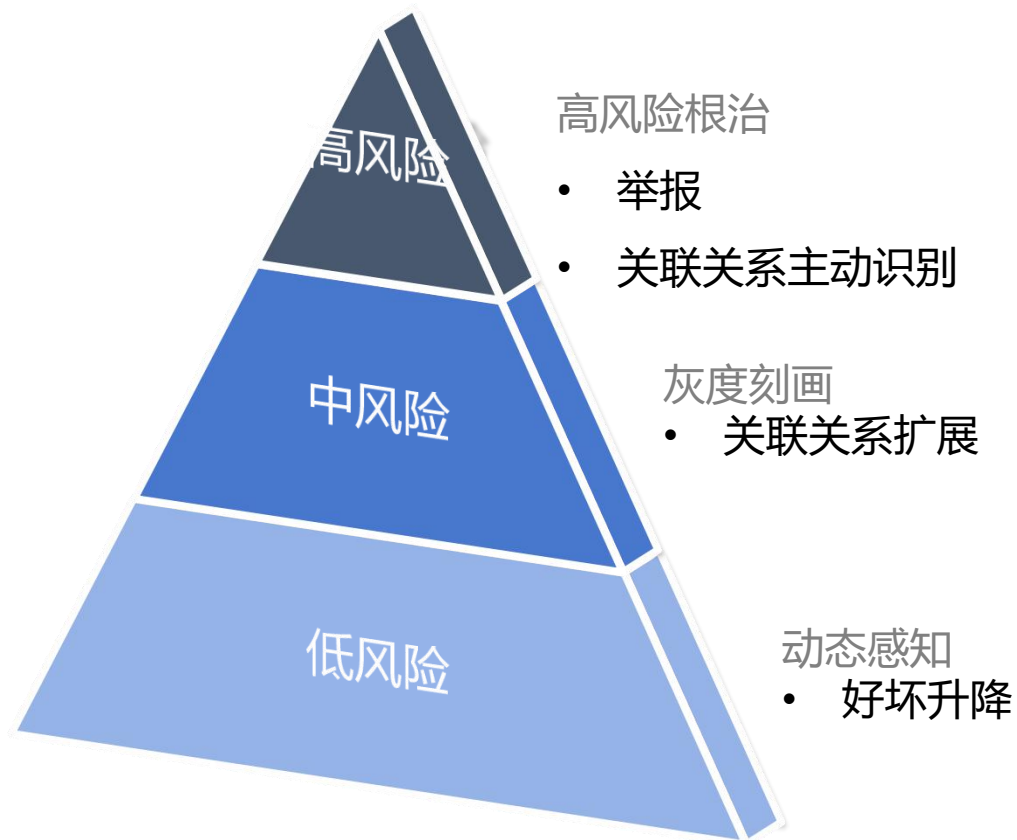 高风险
高风险根治
• 举报
• 关联关系主动识别
中风险
灰度刻画
• 关联关系扩展
低风险
动态感知
• 好坏升降